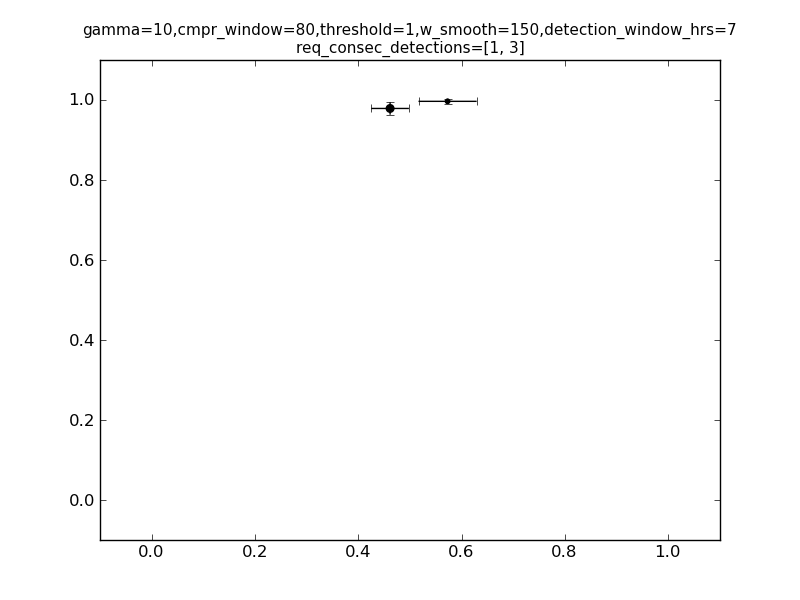 gamma=10,cmpr_window=80,threshold=1,w_smooth=150,detection_window_hrs=7
req_consec_detections=[1, 3]
1.0
0.8
0.6
0.4
0.2
0.0
0.0 0.2 0.4 0.6 0.8 1.0